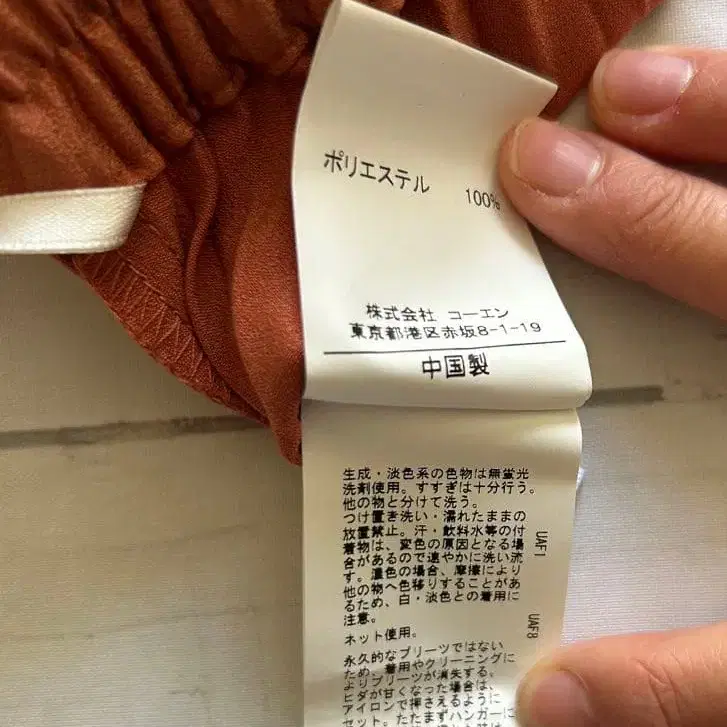 ポリエステル 100%
株式会社 コーエン
東京都港区赤坂8-1-19
中国製
生成・淡色系の色物は無蛍光
洗剤使用。すすぎは十分行う。
他の物と分けて洗う。
つけ置き洗い・濡れたままの
放置禁止。汗・飲料水等の付
着物は、変色の原因となる場
合があるので速やかに洗い流
す。濃色の場合、摩擦により
他の物へ色移りすることがあ
るため、白・淡色との着用に
注意。
ネット使用。
永久的なプリーツではない
ため、着用やクリーニングに
よりプリーツが消失する。
ヒダが甘くなった場合は、
アイロンで押さえるように
セット。たたまずハンガーに
UAF1
UAF8